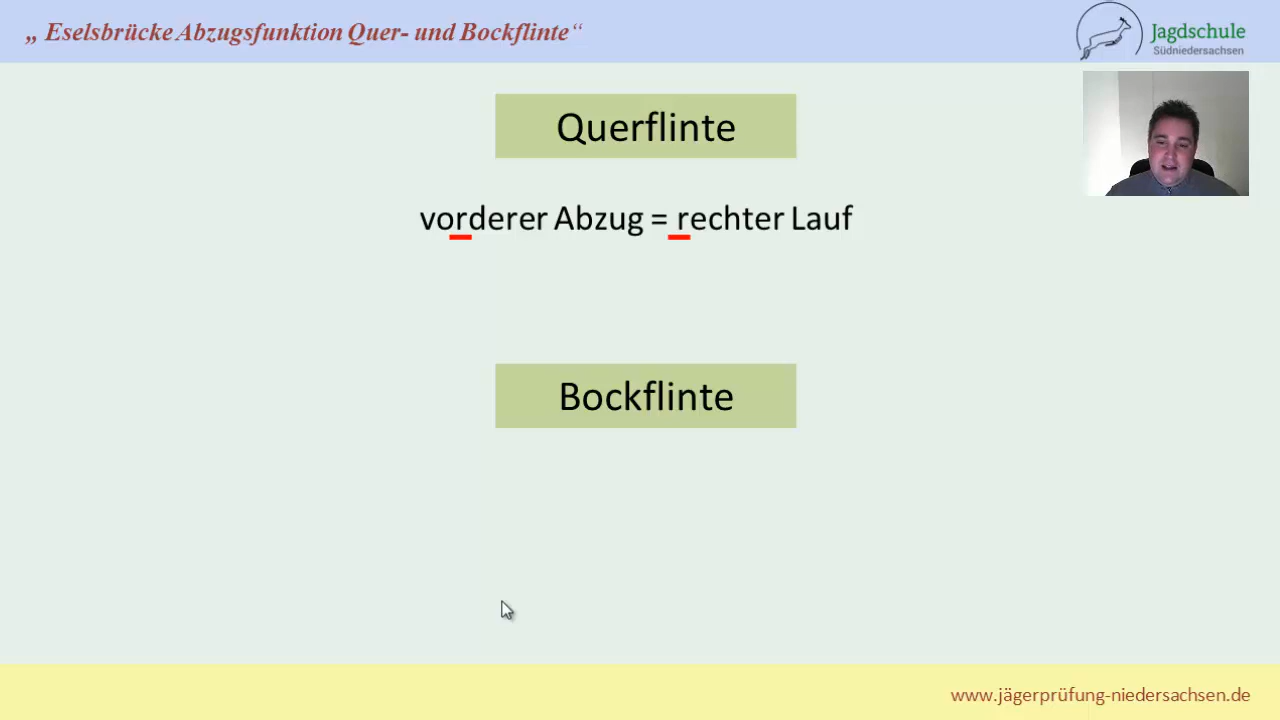 „ Eselsbrücke Abzugsfunktion Quer- und Bockflinte“
Jagdschule
Südniedersachsen
Querflinte
vorderer Abzug = rechter Lauf
Bockflinte
www.jägerprüfung-niedersachsen.de